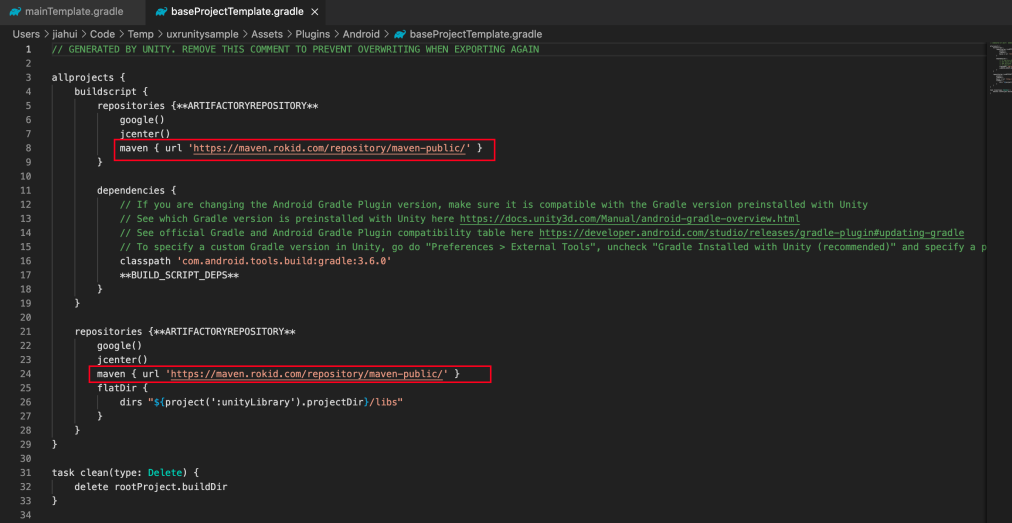 mainTemplate.gradle baseProjectTemplate.gradle ×
Users > jiahui > Code > Temp > uxrunitysample > Assets > Plugins > Android > baseProjectTemplate.gradle
1 // GENERATED BY UNITY. REMOVE THIS COMMENT TO PREVENT OVERWRITING WHEN EXPORTING AGAIN
2
3 allprojects {
4 buildscript {
5 repositories {**ARTIFACTORYREPOSITORY**
6 google()
7 jcenter()
8 maven { url 'https://maven.rokid.com/repository/maven-public/' }
9 }
10
11 dependencies {
12 // If you are changing the Android Gradle Plugin version, make sure it is compatible with the Gradle version preinstalled with Unity
13 // See which Gradle version is preinstalled with Unity here https://docs.unity3d.com/Manual/android-gradle-overview.html
14 // See official Gradle and Android Gradle Plugin compatibility table here https://developer.android.com/studio/releases/gradle-plugin#updating-gradle
15 // To specify a custom Gradle version in Unity, go do "Preferences > External Tools", uncheck "Gradle Installed with Unity (recommended)" and specify a p
16 classpath 'com.android.tools.build:gradle:3.6.0'
17 **BUILD_SCRIPT_DEPS**
18 }
19 }
20
21 repositories {**ARTIFACTORYREPOSITORY**
22 google()
23 jcenter()
24 maven { url 'https://maven.rokid.com/repository/maven-public/' }
25 flatDir {
26 dirs "${project(':unityLibrary').projectDir}/libs"
27 }
28 }
29 }
30
31 task clean(type: Delete) {
32 delete rootProject.buildDir
33 }
34